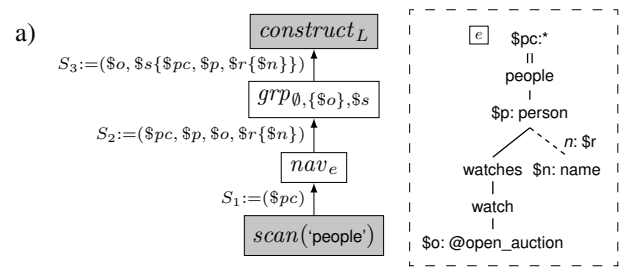 a)
construct_L
S_3:=($o, $s{$pc, $p, $r{$n}})
grp_∅,{$o},$s
S_2:=($pc, $p, $o, $r{$n})
nav_e
S_1:=($pc)
scan(‘people’)
e
$pc:*
people
$p: person
n: $r
watches $n: name
watch
$o: @open_auction